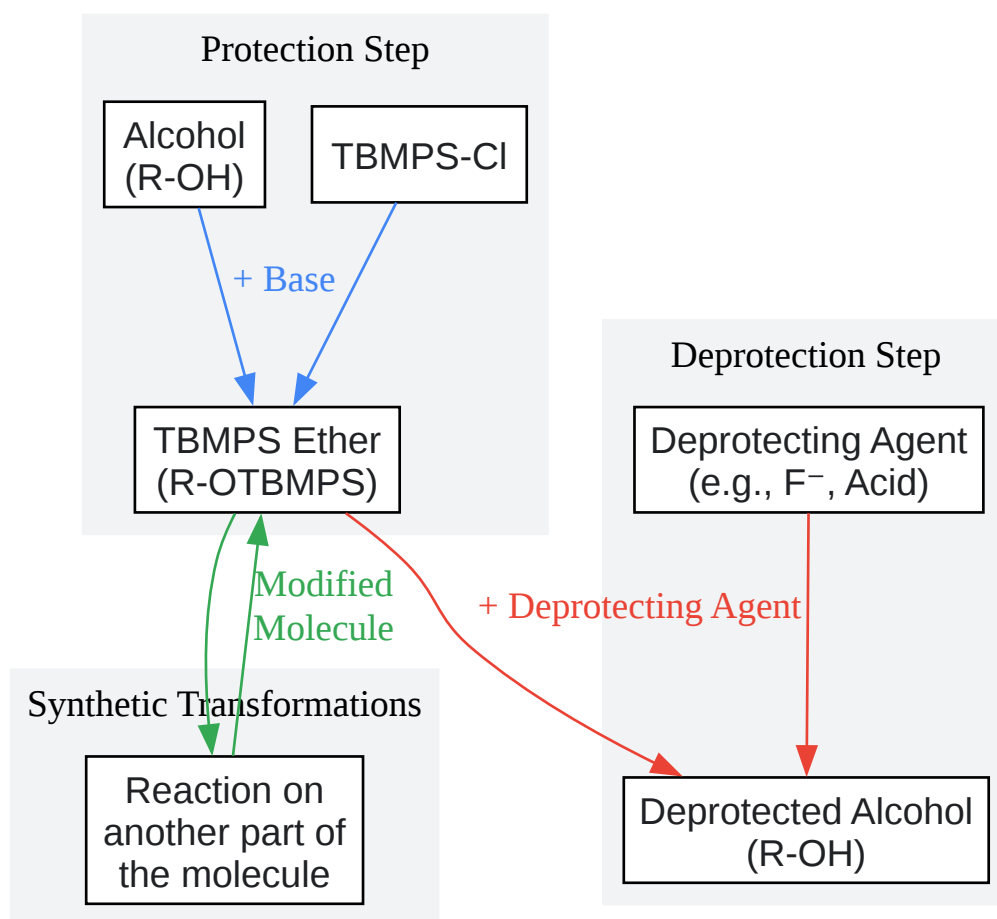 Protection Step
Alcohol
(R-OH)
TBMPS-Cl
+ Base
TBMPS Ether
(R-OTBMPS)
Deprotection Step
Deprotecting Agent
(e.g., F⁻, Acid)
Modified
Molecule
+ Deprotecting Agent
Synthetic Transformations
Reaction on
another part of
the molecule
Deprotected Alcohol
(R-OH)